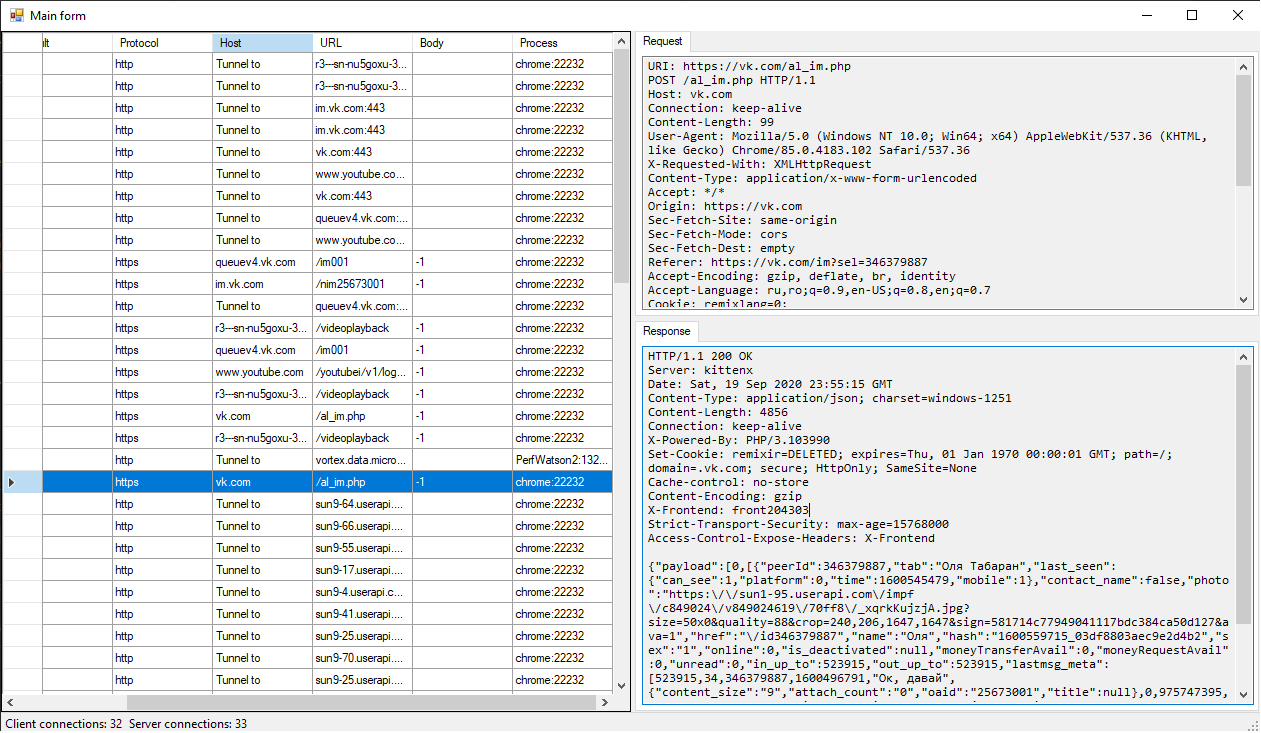 Main form
lt Protocol Host URL Body Process
http Tunnel to r3---sn-nu5goxu-3... chrome:22232
http Tunnel to r3---sn-nu5goxu-3... chrome:22232
http Tunnel to im.vk.com:443 chrome:22232
http Tunnel to im.vk.com:443 chrome:22232
http Tunnel to vk.com:443 chrome:22232
http Tunnel to www.youtube.co... chrome:22232
http Tunnel to vk.com:443 chrome:22232
http Tunnel to queuev4.vk.com:... chrome:22232
http Tunnel to www.youtube.co... chrome:22232
https queuev4.vk.com /im001 -1 chrome:22232
https im.vk.com /nim25673001 -1 chrome:22232
http Tunnel to queuev4.vk.com:... chrome:22232
https r3---sn-nu5goxu-3... /videoplayback -1 chrome:22232
https queuev4.vk.com /im001 -1 chrome:22232
https www.youtube.com /youtubei/v1/log... -1 chrome:22232
https r3---sn-nu5goxu-3... /videoplayback -1 chrome:22232
https vk.com /al_im.php -1 chrome:22232
https r3---sn-nu5goxu-3... /videoplayback -1 chrome:22232
http Tunnel to vortex.data.micro... PerfWatson2:132...
https vk.com /al_im.php -1 chrome:22232
http Tunnel to sun9-64.userapi.... chrome:22232
http Tunnel to sun9-66.userapi.... chrome:22232
http Tunnel to sun9-55.userapi.... chrome:22232
http Tunnel to sun9-17.userapi.... chrome:22232
http Tunnel to sun9-4.userapi.c... chrome:22232
http Tunnel to sun9-41.userapi.... chrome:22232
http Tunnel to sun9-25.userapi.... chrome:22232
http Tunnel to sun9-70.userapi.... chrome:22232
http Tunnel to sun9-25.userapi.... chrome:22232
Request
URI: https://vk.com/al_im.php
POST /al_im.php HTTP/1.1
Host: vk.com
Connection: keep-alive
Content-Length: 99
User-Agent: Mozilla/5.0 (Windows NT 10.0; Win64; x64) AppleWebKit/537.36 (KHTML,
like Gecko) Chrome/85.0.4183.102 Safari/537.36
X-Requested-With: XMLHttpRequest
Content-Type: application/x-www-form-urlencoded
Accept: */*
Origin: https://vk.com
Sec-Fetch-Site: same-origin
Sec-Fetch-Mode: cors
Sec-Fetch-Dest: empty
Referer: https://vk.com/im?sel=346379887
Accept-Encoding: gzip, deflate, br, identity
Accept-Language: ru,ro;q=0.9,en-US;q=0.8,en;q=0.7
Cookie: remixlang=0;
Response
HTTP/1.1 200 OK
Server: kittenx
Date: Sat, 19 Sep 2020 23:55:15 GMT
Content-Type: application/json; charset=windows-1251
Content-Length: 4856
Connection: keep-alive
X-Powered-By: PHP/3.103990
Set-Cookie: remixir=DELETED; expires=Thu, 01 Jan 1970 00:00:01 GMT; path=/;
domain=.vk.com; secure; HttpOnly; SameSite=None
Cache-control: no-store
Content-Encoding: gzip
X-Frontend: front204303
Strict-Transport-Security: max-age=15768000
Access-Control-Expose-Headers: X-Frontend
{"payload":[0,[{"peerId":346379887,"tab":"Оля Табаран","last_seen":
{"can_see":1,"platform":0,"time":1600545479,"mobile":1},"contact_name":false,"photo
":"https:\/\/sun1-95.userapi.com\/impf
\/c849024\/v849024619\/70ff8\/_xqrkKujzjA.jpg?
size=50x0&quality=88&crop=240,206,1647,1647&sign=581714c77949041117bdc384ca50d127&a
va=1","href":"\/id346379887","name":"Оля","hash":"1600559715_03df8803aec9e2d4b2","s
ex":"1","online":0,"is_deactivated":null,"moneyTransferAvail":0,"moneyRequestAvail"
:0,"unread":0,"in_up_to":523915,"out_up_to":523915,"lastmsg_meta":
[523915,34,346379887,1600496791,"Ок, давай",
{"content_size":"9","attach_count":"0","oaid":"25673001","title":null},0,975747395,
Client connections: 32 Server connections: 33